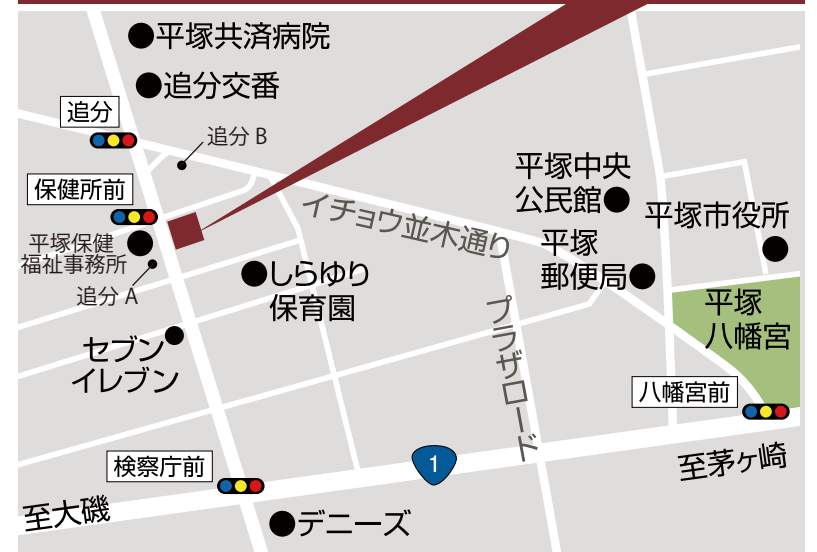 平塚共済病院
追分交番
追分
追分 B
保健所前
平塚保健
福祉事務所
追分 A
イチョウ並木通り
平塚中央
公民館
平塚市役所
平塚
郵便局
しらゆり
保育園
平塚
八幡宮
プラザロード
セブン
イレブン
八幡宮前
検察庁前
1
至茅ヶ崎
至大磯
デニーズ